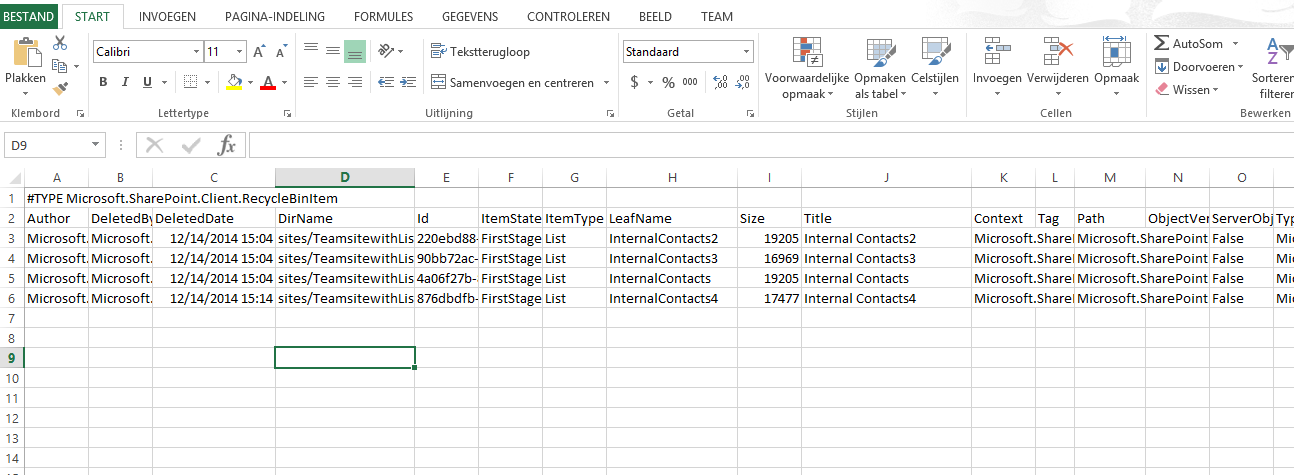 BESTAND START INVOEGEN PAGINA-INDELING FORMULES GEGEVENS CONTROLEREN BEELD TEAM
Plakken
Klembord
Calibri 11 A A
B I U A
Lettertype
Tekstterugloop
Samenvoegen en centreren
Uitlijning
Standaard
$ % 000 ,00 ,00
Getal
Voorwaardelijke opmaak
Opmaken als tabel
Celstijlen
Stijlen
Invoegen Verwijderen Opmaak
Cellen
AutoSom
Doorvoeren
Wissen
Sorteren
filteren
Bewerken
D9 fx
A B C D E F G H I J K L M N O
1 #TYPE Microsoft.SharePoint.Client.RecycleBinItem
2 Author DeletedBy DeletedDate DirName Id ItemState ItemType LeafName Size Title Context Tag Path ObjectVer ServerObj Typ
3 Microsoft. Microsoft. 12/14/2014 15:04 sites/TeamsitewithLis 220ebd88- FirstStage List InternalContacts2 19205 Internal Contacts2 Microsoft.Share Microsoft.SharePoint False Mi
4 Microsoft. Microsoft. 12/14/2014 15:04 sites/TeamsitewithLis 90bb72ac- FirstStage List InternalContacts3 16969 Internal Contacts3 Microsoft.Share Microsoft.SharePoint False Mi
5 Microsoft. Microsoft. 12/14/2014 15:04 sites/TeamsitewithLis 4a06f27b- FirstStage List InternalContacts 19205 Internal Contacts Microsoft.Share Microsoft.SharePoint False Mi
6 Microsoft. Microsoft. 12/14/2014 15:14 sites/TeamsitewithLis 876dbdfb- FirstStage List InternalContacts4 17477 Internal Contacts4 Microsoft.Share Microsoft.SharePoint False Mi
7
8
9
10
11
12
13
14